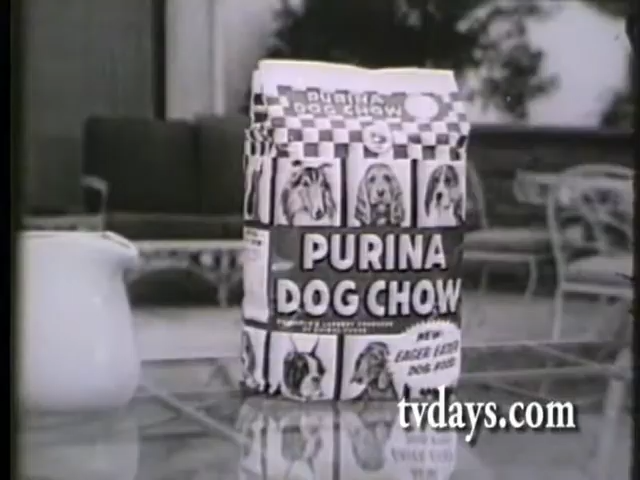 PURINA
DOG CHOW
PURINA
DOG CHOW
NEW
EAGER EATER
DOG FOOD
tvdays.com